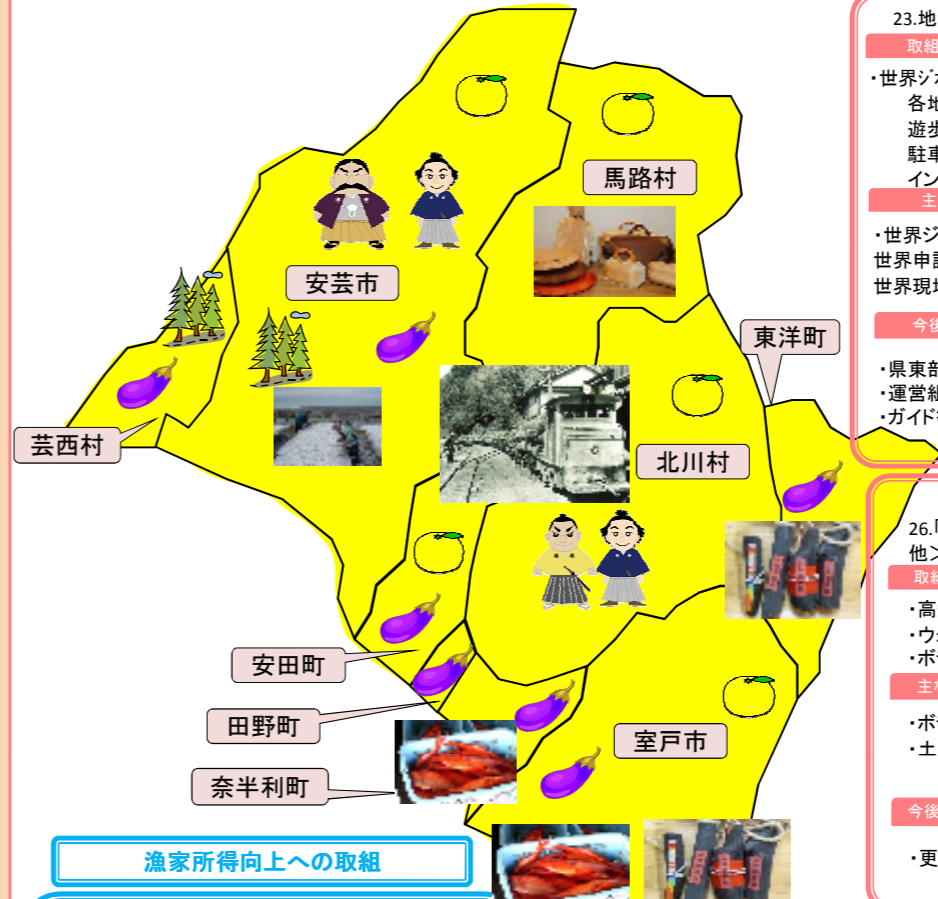 馬路村
安芸市
東洋町
芸西村
北川村
安田町
田野町
室戸市
奈半利町
漁家所得向上への取組
23.地
取組
・世界ジオ
各地
遊歩
駐車
イン
主
・世界ジ
世界申請
世界現地
今後
・県東部
・運営組
・ガイド
26.
他>
取組
・高
・ウ
・ボ
主な
・ボ
・土
今後
・更